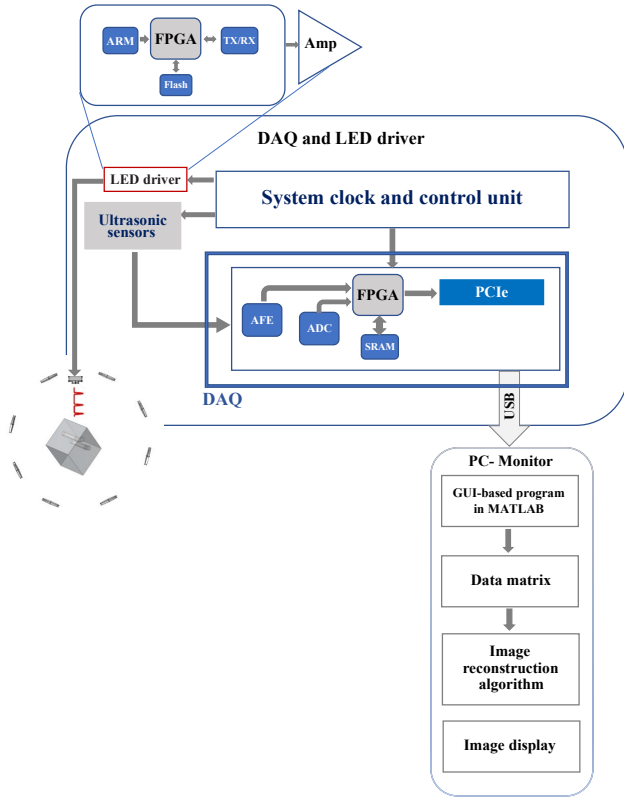 ARM
FPGA
TX/RX
Amp
Flash
DAQ and LED driver
LED driver
System clock and control unit
Ultrasonic
sensors
FPGA
PCIe
AFE
ADC
SRAM
DAQ
USB
PC- Monitor
GUI-based program
in MATLAB
Data matrix
Image
reconstruction
algorithm
Image display